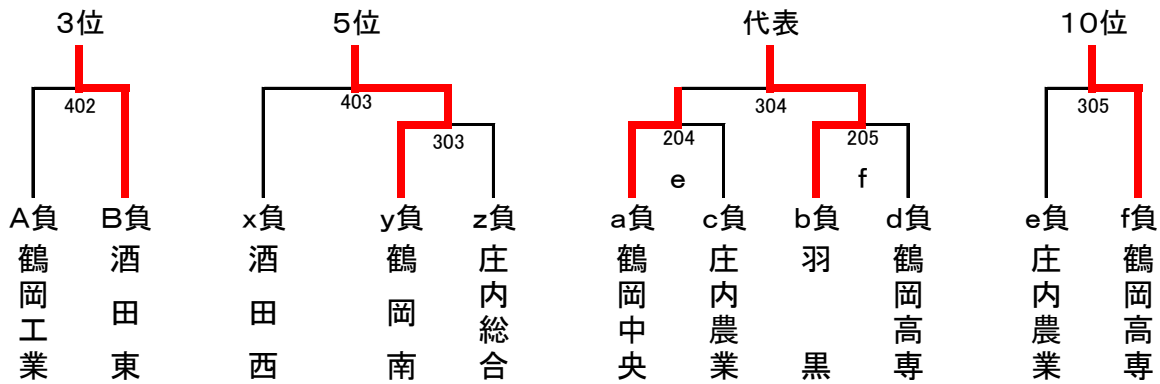 3位
5位
代表
10位
402
403
304
305
303
204
205
e
f
A負
B負
x負
y負
z負
a負
c負
b負
d負
e負
f負
鶴岡工業
酒田東
酒田西
鶴岡南
庄内総合
鶴岡中央
庄内農業
羽黒
鶴岡高専
庄内農業
鶴岡高専